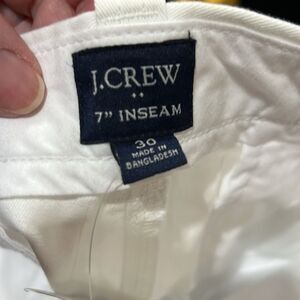 J.CREW
7" INSEAM
30
MADE IN
BANGLADESH